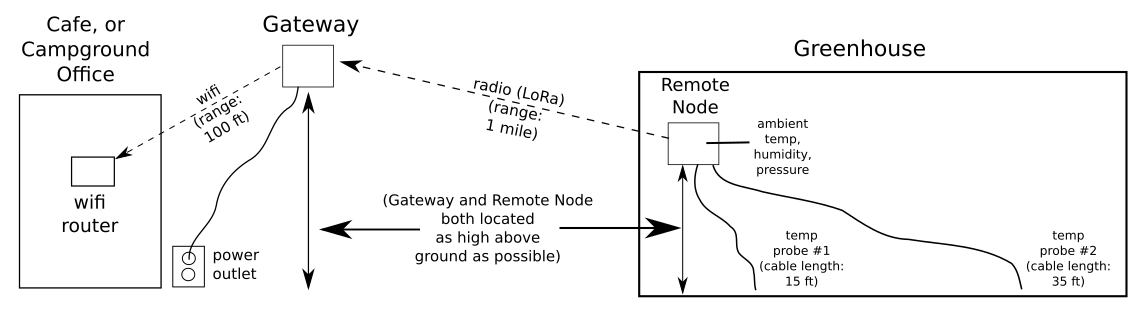 Cafe, or
Campground
Office
wifi
router
Gateway
wifi
(range:
100 ft)
power
outlet
radio (LoRa)
(range:
1 mile)
(Gateway and Remote Node
both located
as high above
ground as possible)
Greenhouse
Remote
Node
ambient
temp,
humidity,
pressure
temp
probe #1
(cable length:
15 ft)
temp
probe #2
(cable length:
35 ft)